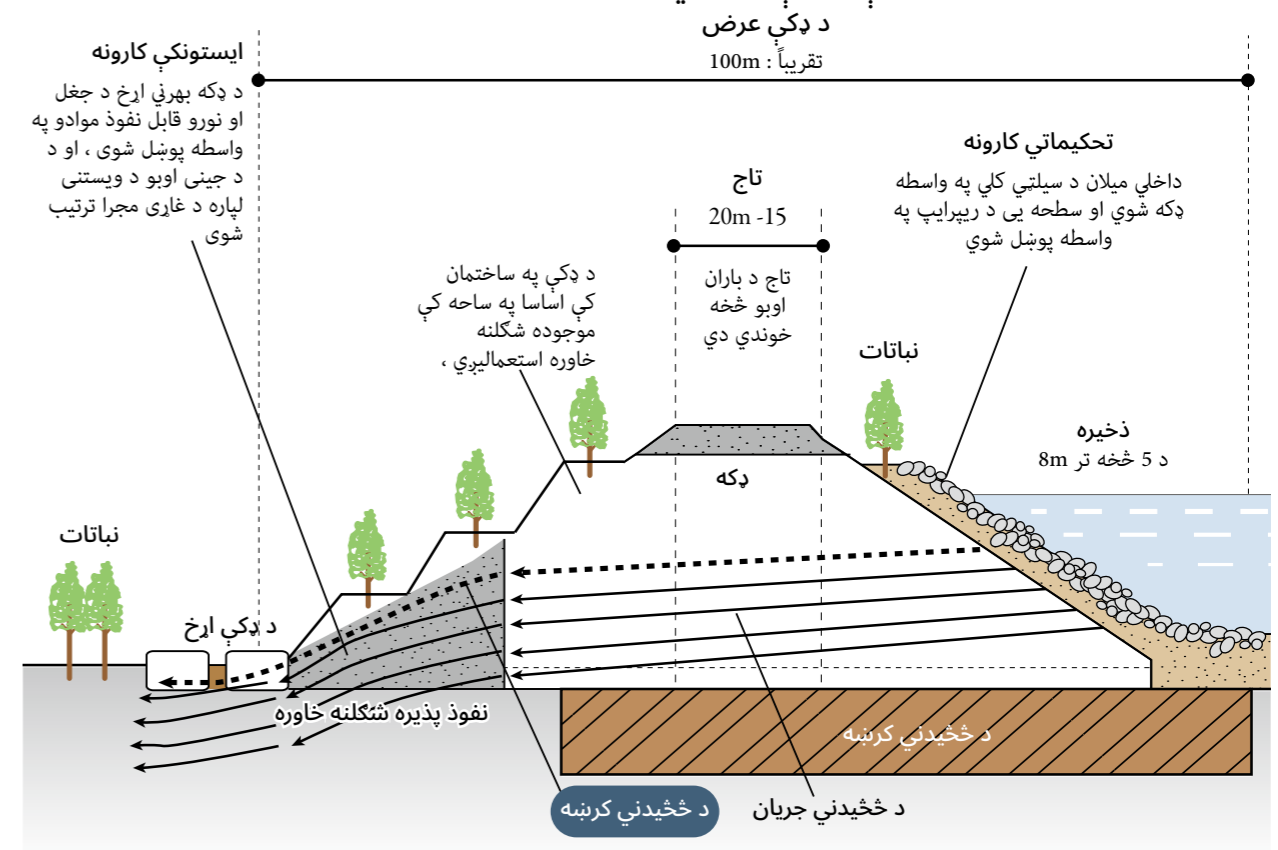 د ډکې عرض
تقریباً : 100m
ایستونکې کارونه
د ډکه بهرنې اړخ د جغل
او نورو قابل نفوذ موادو په
واسطه پوښل شوی ، او د
د جینی اوبو د ویستنی
لپاره د غاړی مجرا ترتیب
شوی
تحکیماتي کارونه
داخلي میلان د سیلټي کلي په واسطه
ډکه شوي او سطحه یی د ریپراپپ په
واسطه پوښل شوي
تاج
20m -15
تاج د باران
اوبو څخه
خوندي دي
د ډکې په ساختمان
کې اساسا په ساحه کې
موجوده شګلنه
خاوره استعمالیږي ،
نباتات
ذخیره
د 5 څخه تر 8m
ډکه
نباتات
د ډکې اړخ
نفوذ پذیره شګلنه خاوره
د څڅیدني کرښه
د څڅیدني کرښه
د څڅیدني جریان